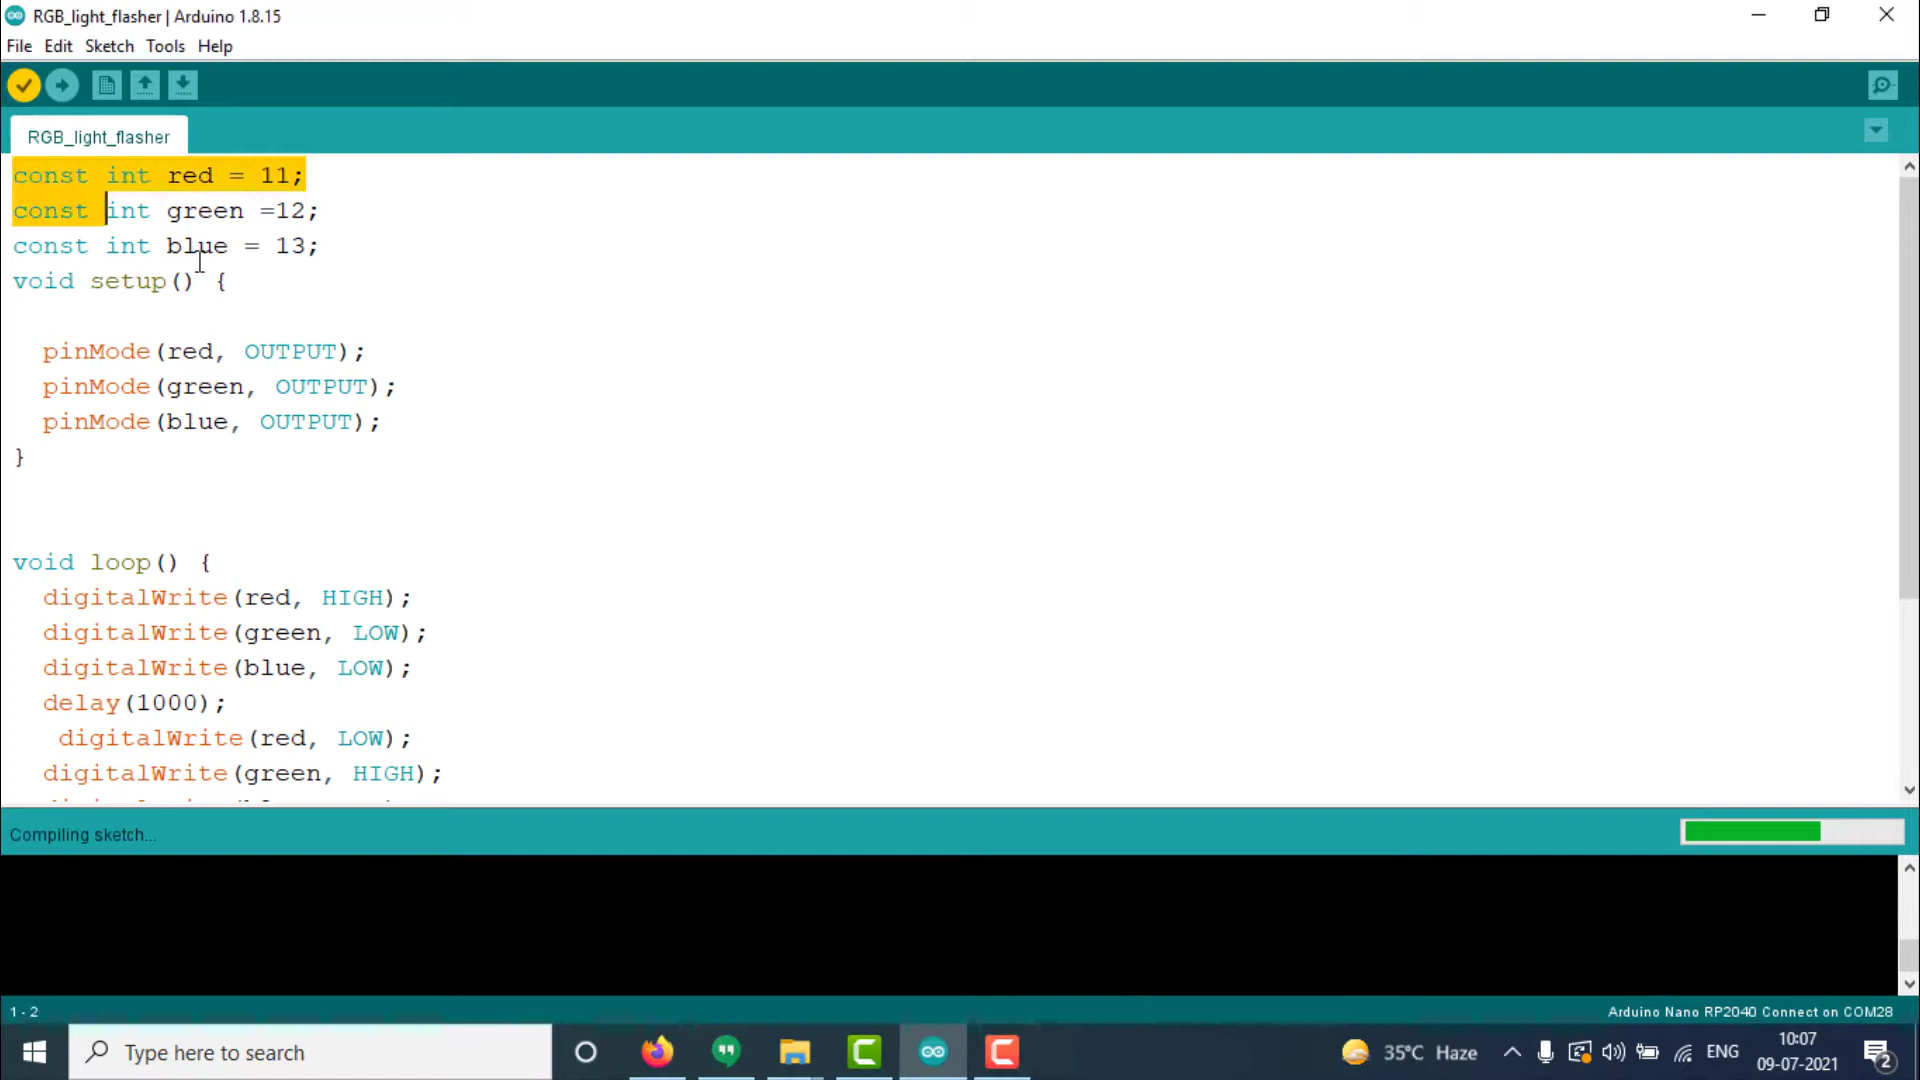 RGB_light_flasher | Arduino 1.8.15
File Edit Sketch Tools Help
RGB_light_flasher
const int red = 11;
const int green =12;
const int blue = 13;
void setup() {
pinMode(red, OUTPUT);
pinMode(green, OUTPUT);
pinMode(blue, OUTPUT);
}
void loop() {
digitalWrite(red, HIGH);
digitalWrite(green, LOW);
digitalWrite(blue, LOW);
delay(1000);
digitalWrite(red, LOW);
digitalWrite(green, HIGH);
Compiling sketch...
1 - 2
Arduino Nano RP2040 Connect on COM28
Type here to search
35°C Haze
ENG
10:07
09-07-2021
2